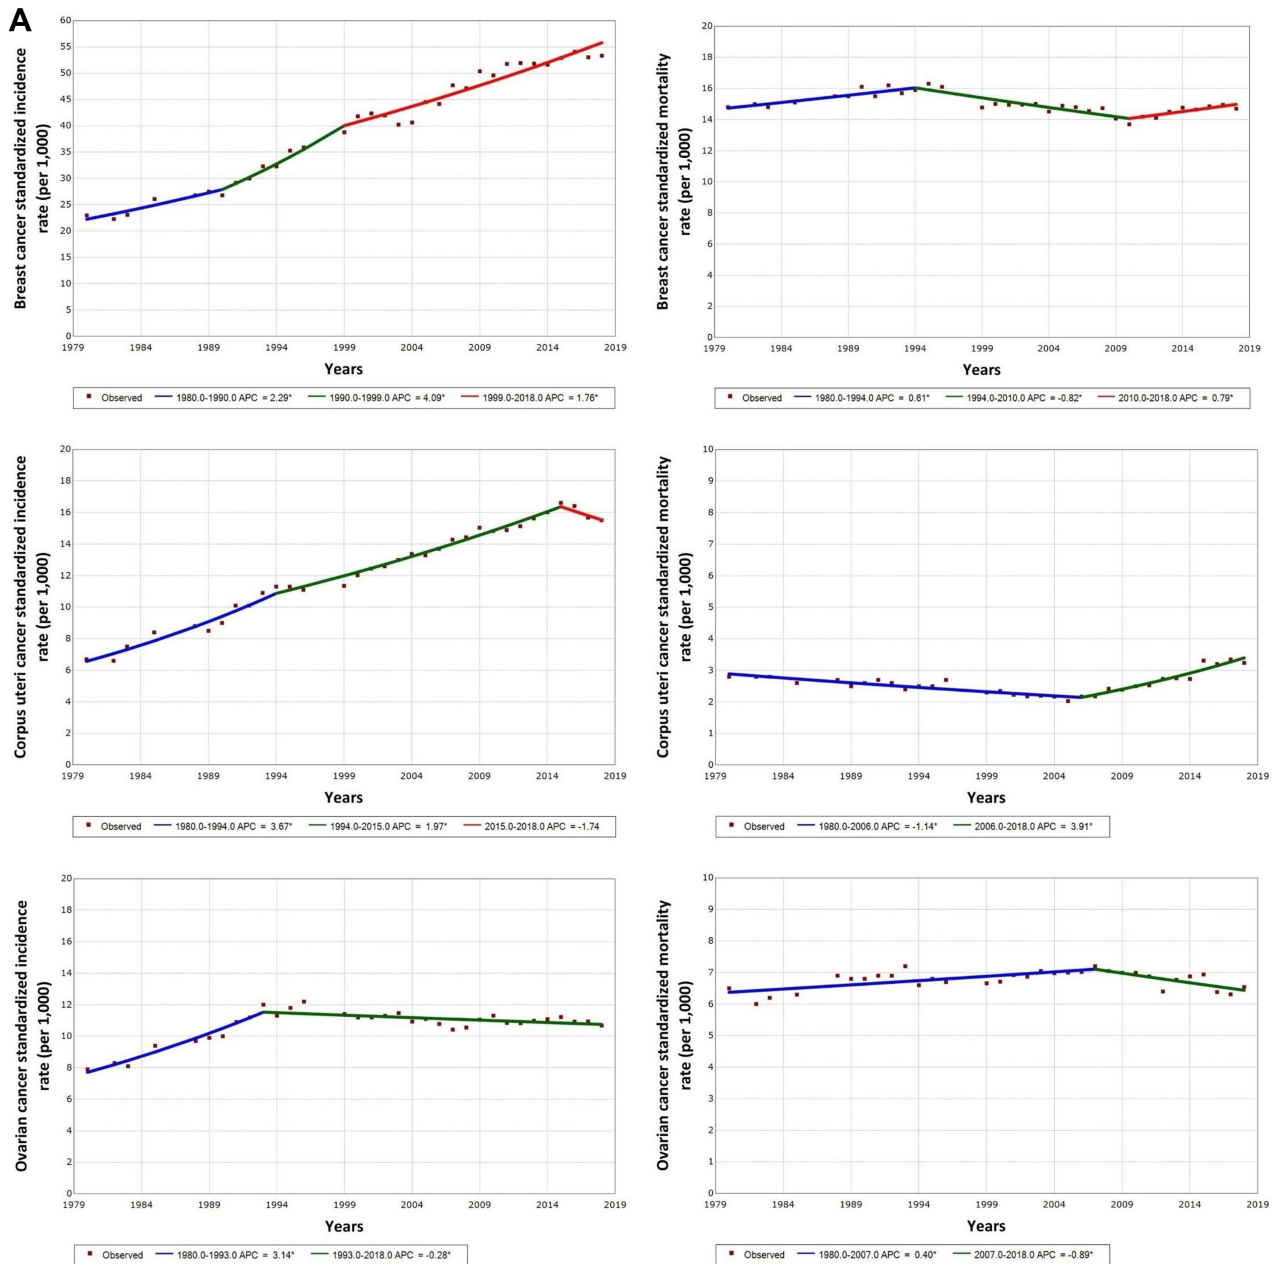 A
Breast cancer standardized incidence
rate (per 1,000)
60
55
50
45
40
35
30
25
20
15
10
5
0
1979 1984 1989 1994 1999 2004 2009 2014 2019
Years
Observed 1980.0-1990.0 APC = 2.29* 1990.0-1999.0 APC = 4.09* 1999.0-2018.0 APC = 1.76*
Breast cancer standardized mortality
rate (per 1,000)
20
18
16
14
12
10
8
6
4
2
0
1979 1984 1989 1994 1999 2004 2009 2014 2019
Years
Observed 1980.0-1994.0 APC = 0.61* 1994.0-2010.0 APC = -0.82* 2010.0-2018.0 APC = 0.79*
Corpus uteri cancer standardized incidence
rate (per 1,000)
20
18
16
14
12
10
8
6
4
2
0
1979 1984 1989 1994 1999 2004 2009 2014 2019
Years
Observed 1980.0-1994.0 APC = 3.67* 1994.0-2015.0 APC = 1.97* 2015.0-2018.0 APC = -1.74
Corpus uteri cancer standardized mortality
rate (per 1,000)
10
9
8
7
6
5
4
3
2
1
0
1979 1984 1989 1994 1999 2004 2009 2014 2019
Years
Observed 1980.0-2006.0 APC = -1.14* 2006.0-2018.0 APC = 3.91*
Ovarian cancer standardized incidence
rate (per 1,000)
20
18
16
14
12
10
8
6
4
2
0
1979 1984 1989 1994 1999 2004 2009 2014 2019
Years
Observed 1980.0-1993.0 APC = 3.14* 1993.0-2018.0 APC = -0.28*
Ovarian cancer standardized mortality
rate (per 1,000)
10
9
8
7
6
5
4
3
2
1
0
1979 1984 1989 1994 1999 2004 2009 2014 2019
Years
Observed 1980.0-2007.0 APC = 0.40* 2007.0-2018.0 APC = -0.89*